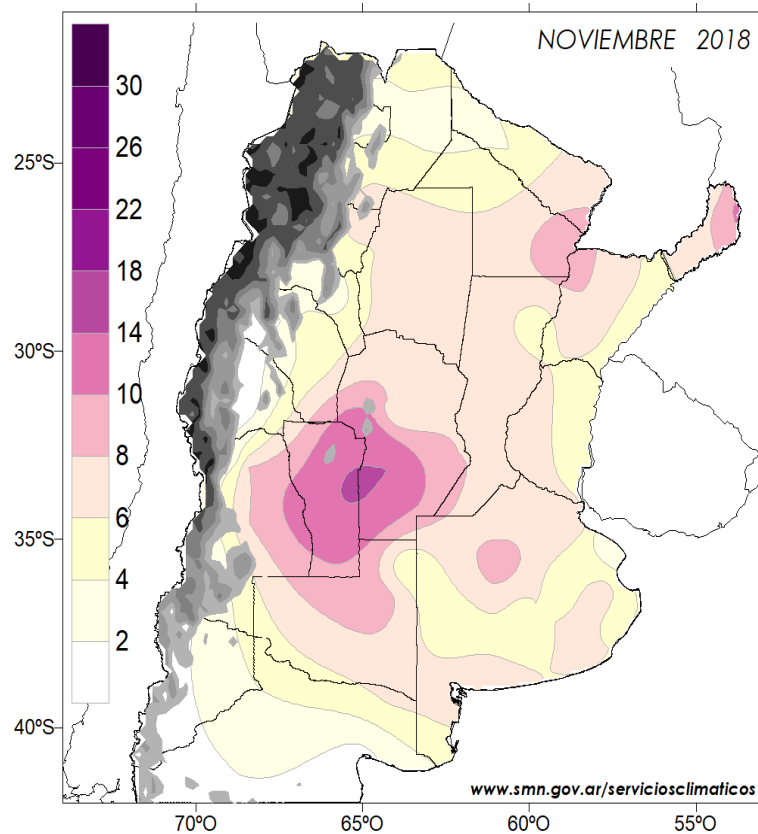 NOVIEMBRE 2018
30
26
22
18
14
10
8
6
4
2
25ºS
30ºS
35ºS
40ºS
www.smn.gov.ar/serviciosclimaticos
70ºO
65ºO
60ºO
55ºO